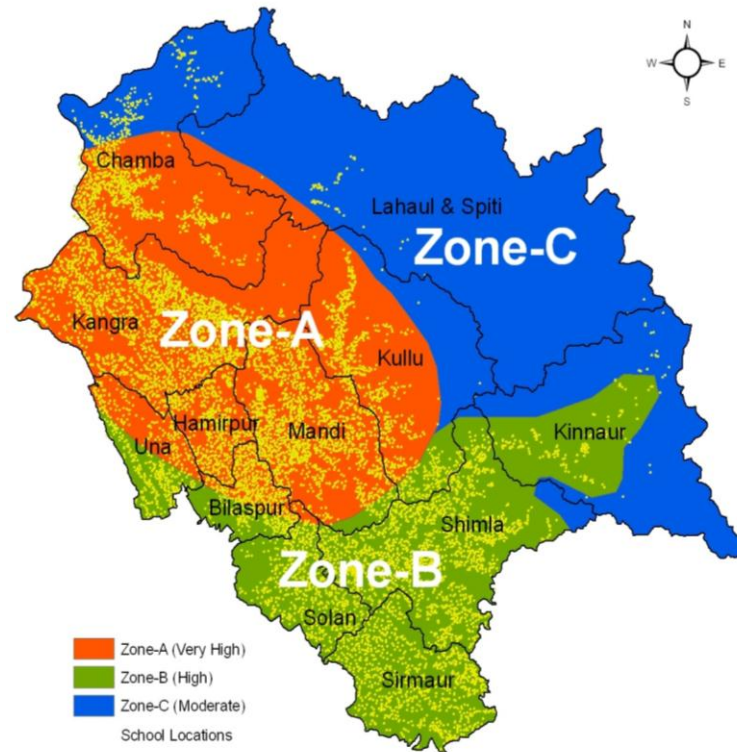 N
W E
S
Chamba
Lahaul & Spiti
Zone-C
Kangra
Zone-A
Kullu
Hamirpur
Mandi
Una
Kinnaur
Bilaspur
Shimla
Zone-B
Solan
Sirmaur
Zone-A (Very High)
Zone-B (High)
Zone-C (Moderate)
School Locations